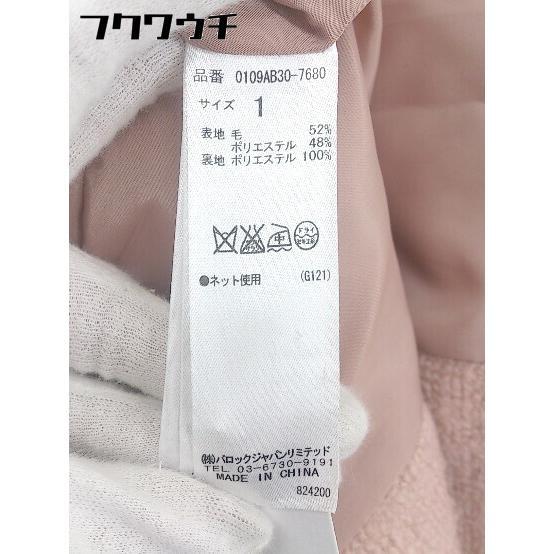 フクワウチ
品番 0109AB30-7680
サイズ 1
表地 毛 52%
ポリエステル 48%
裏地 ポリエステル 100%
中 ドライ
●ネット使用 (G121)
㈱バロックジャパンリミテッド
TEL 03-6730-9191
MADE IN CHINA
824200